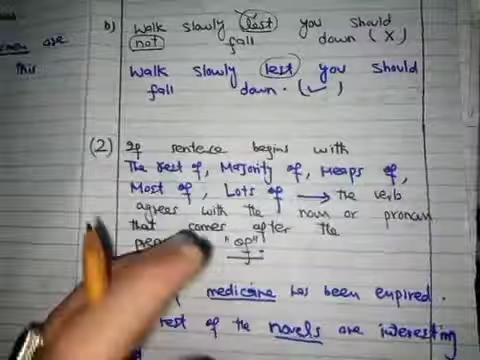 b) Walk slowly lest you should
not fall down (×)
Walk slowly lest you should
fall down. (✓)
are
this
(2) If sentence begins with
The rest of, Majority of, Heaps of,
Most of, Lots of → the verb
agrees with the noun or pronoun
that comes after the
"of"
medicine has been expired.
rest of the novels are interesting